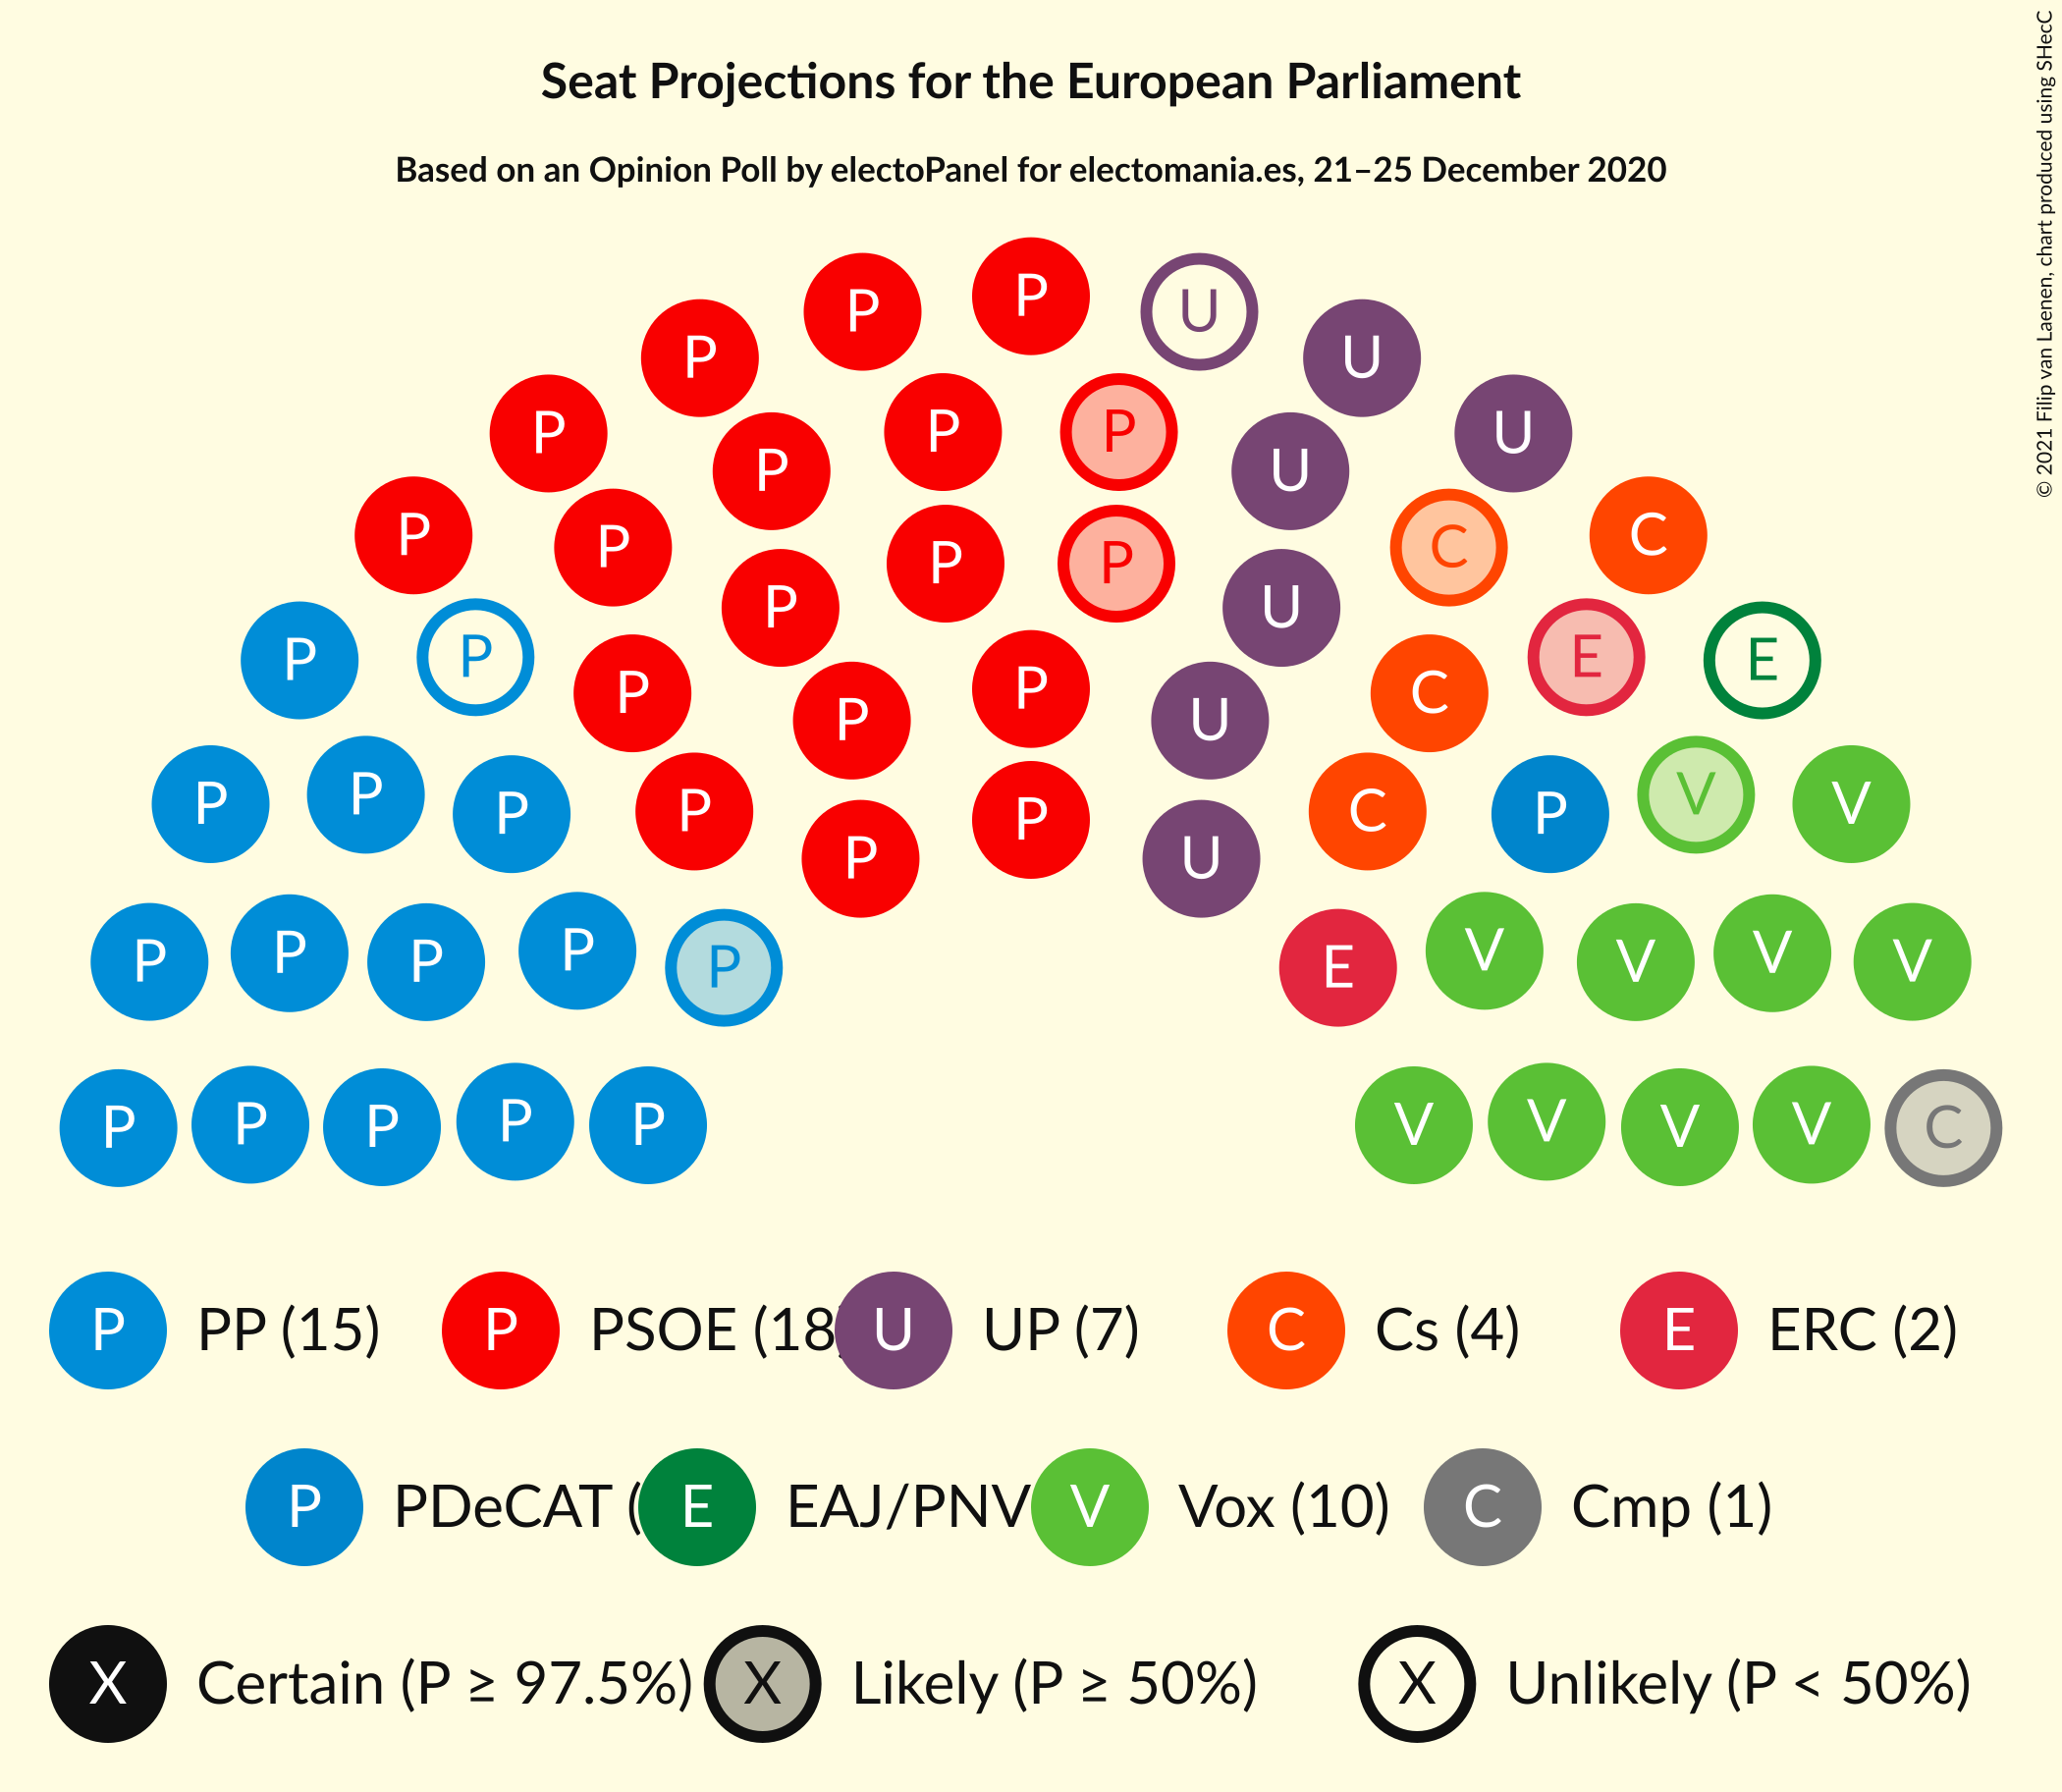 Seat Projections for the European Parliament
Based on an Opinion Poll by electoPanel for electomania.es, 21–25 December 2020
© 2021 Filip van Laenen, chart produced using SHecC
P
P P U
P U
P P P U
P P U
P P P C C
P P U
P P P E E
P P C
P U
P P P P P C P V V
P U
P P P P P E V V V V
P P P P P V V V V C
P PP (15) P PSOE (18 U UP (7) C Cs (4) E ERC (2)
P PDeCAT ( E EAJ/PNV V Vox (10) C Cmp (1)
X Certain (P ≥ 97.5%) X Likely (P ≥ 50%) X Unlikely (P < 50%)